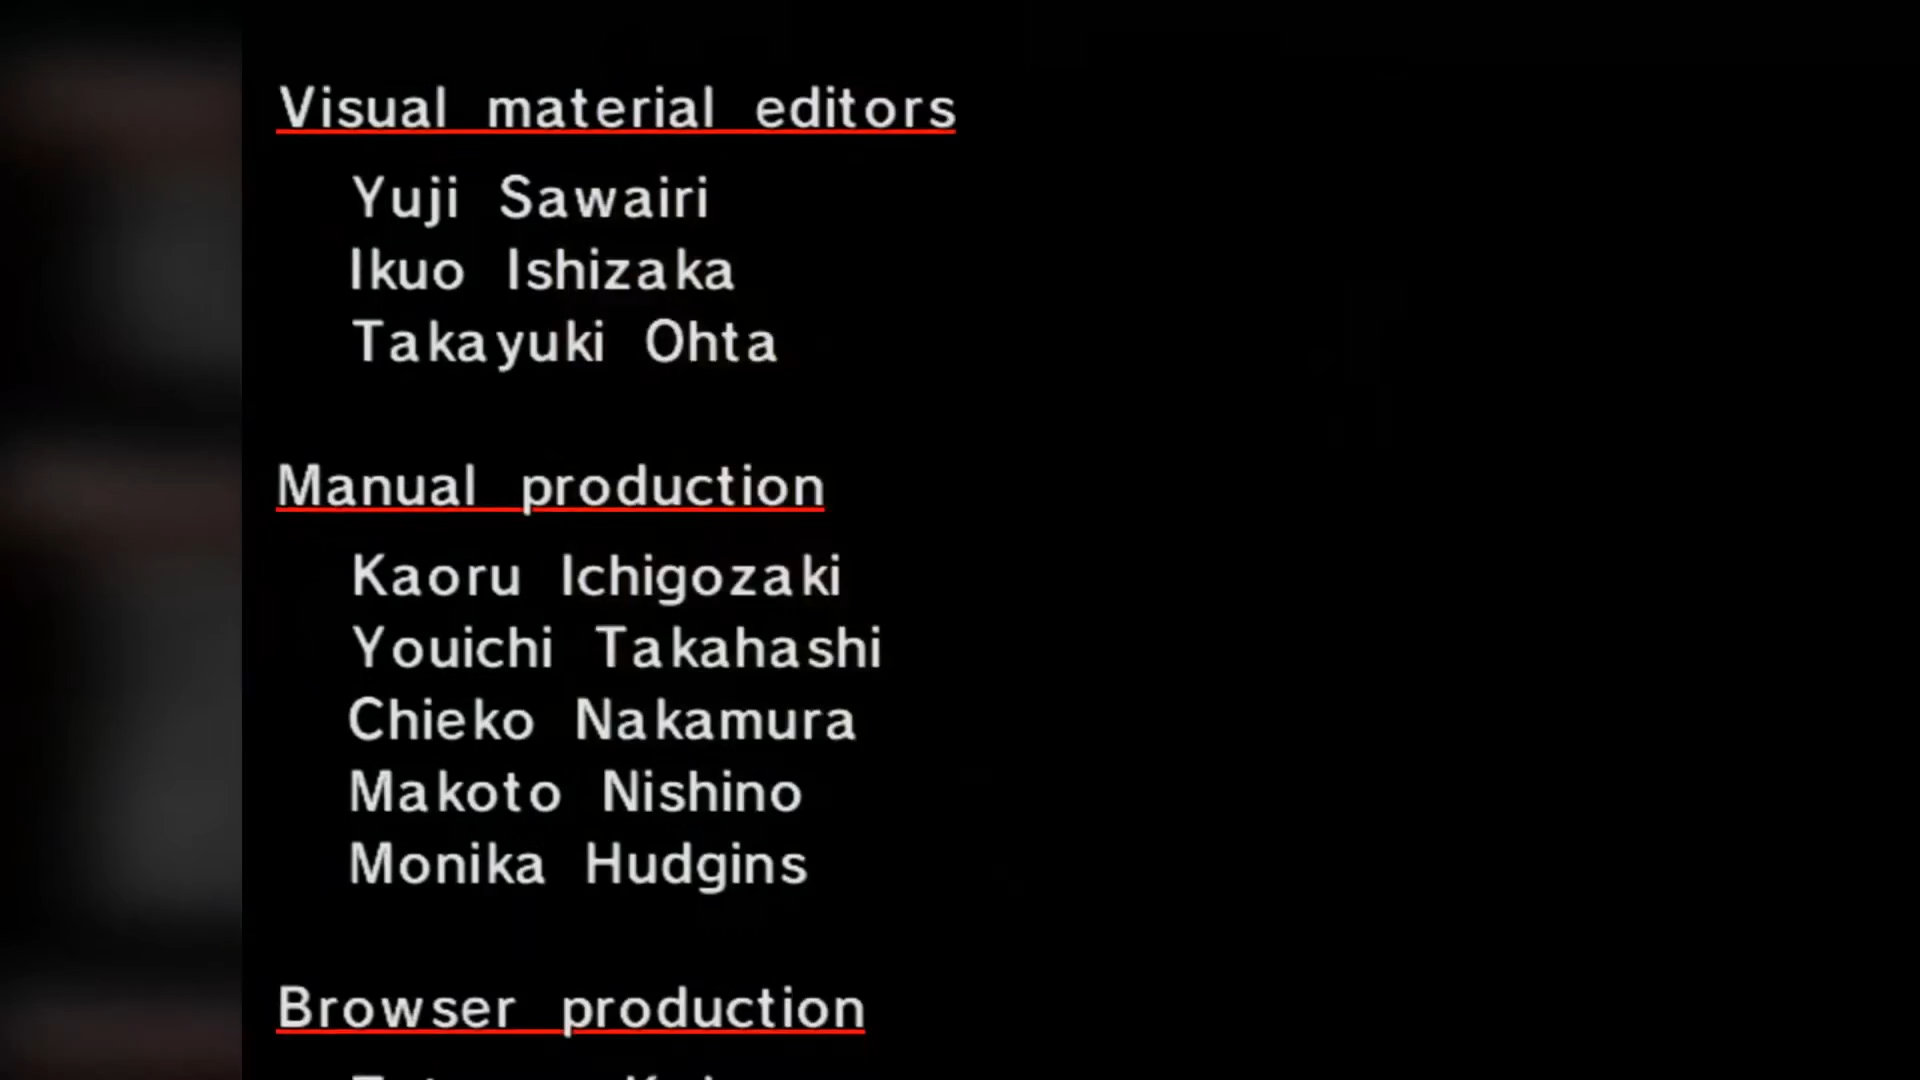 Visual material editors
Yuji Sawairi
Ikuo Ishizaka
Takayuki Ohta
Manual production
Kaoru Ichigozaki
Youichi Takahashi
Chieko Nakamura
Makoto Nishino
Monika Hudgins
Browser production